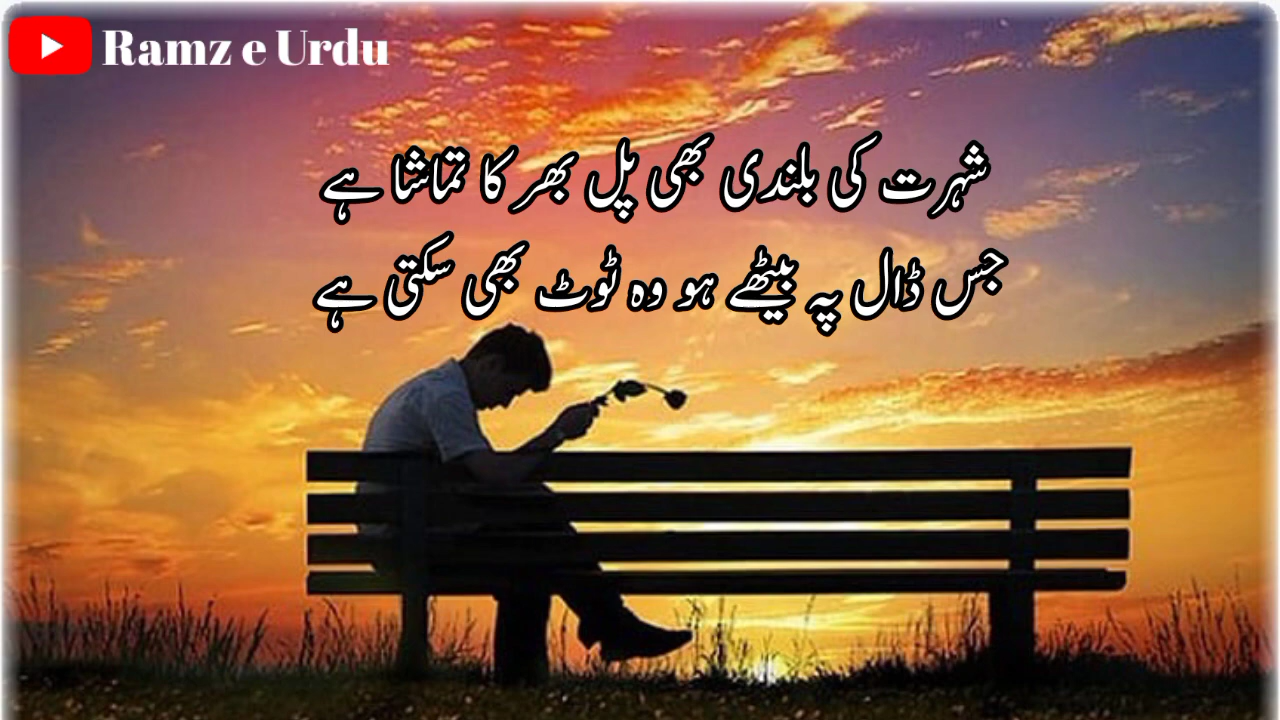 Ramz e Urdu
شہرت کی بلندی بھی پل بھر کا تماشا ہے
جس ڈال پہ بیٹھے ہو وہ ٹوٹ بھی سکتی ہے